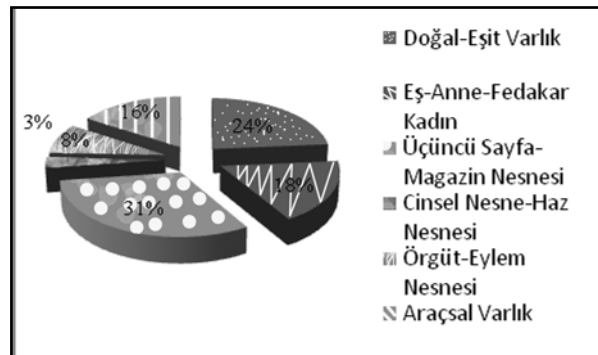 16%
3%
8%
24%
18%
31%
Doğal-Eşit Varlık
Eş-Anne-Fedakar
Kadın
Üçüncü Sayfa-
Magazin Nesnesi
Cinsel Nesne-Haz
Nesnesi
Örgüt-Eylem
Nesnesi
Araçsal Varlık